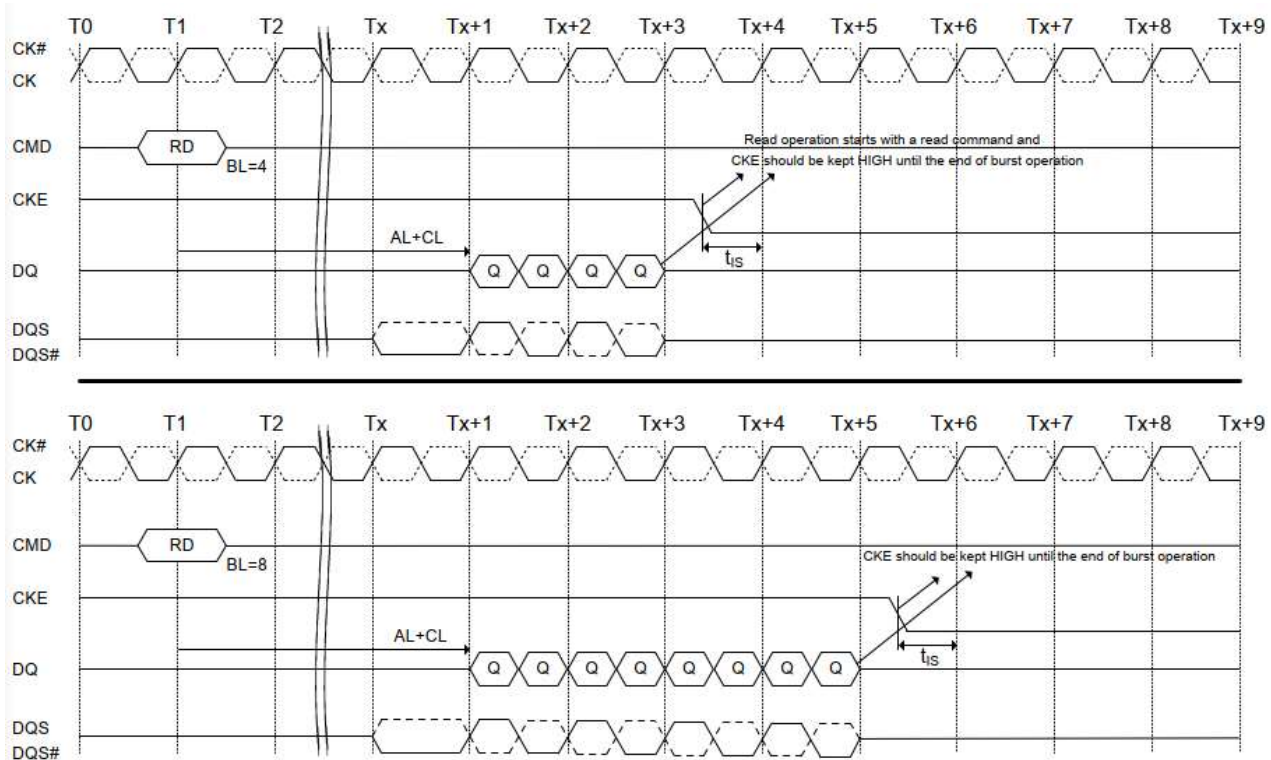 T0 T1 T2 Tx Tx+1 Tx+2 Tx+3 Tx+4 Tx+5 Tx+6 Tx+7 Tx+8 Tx+9
CK#
CK
Read operation starts with a read command and
CMD RD
BL=4 CKE should be kept HIGH until the end of burst operation
CKE
AL+CL
tIS
DQ Q Q Q Q
DQS
DQS#
T0 T1 T2 Tx Tx+1 Tx+2 Tx+3 Tx+4 Tx+5 Tx+6 Tx+7 Tx+8 Tx+9
CK#
CK
CMD RD
BL=8 CKE should be kept HIGH until the end of burst operation
CKE
AL+CL
tIS
DQ Q Q Q Q Q Q Q Q
DQS
DQS#